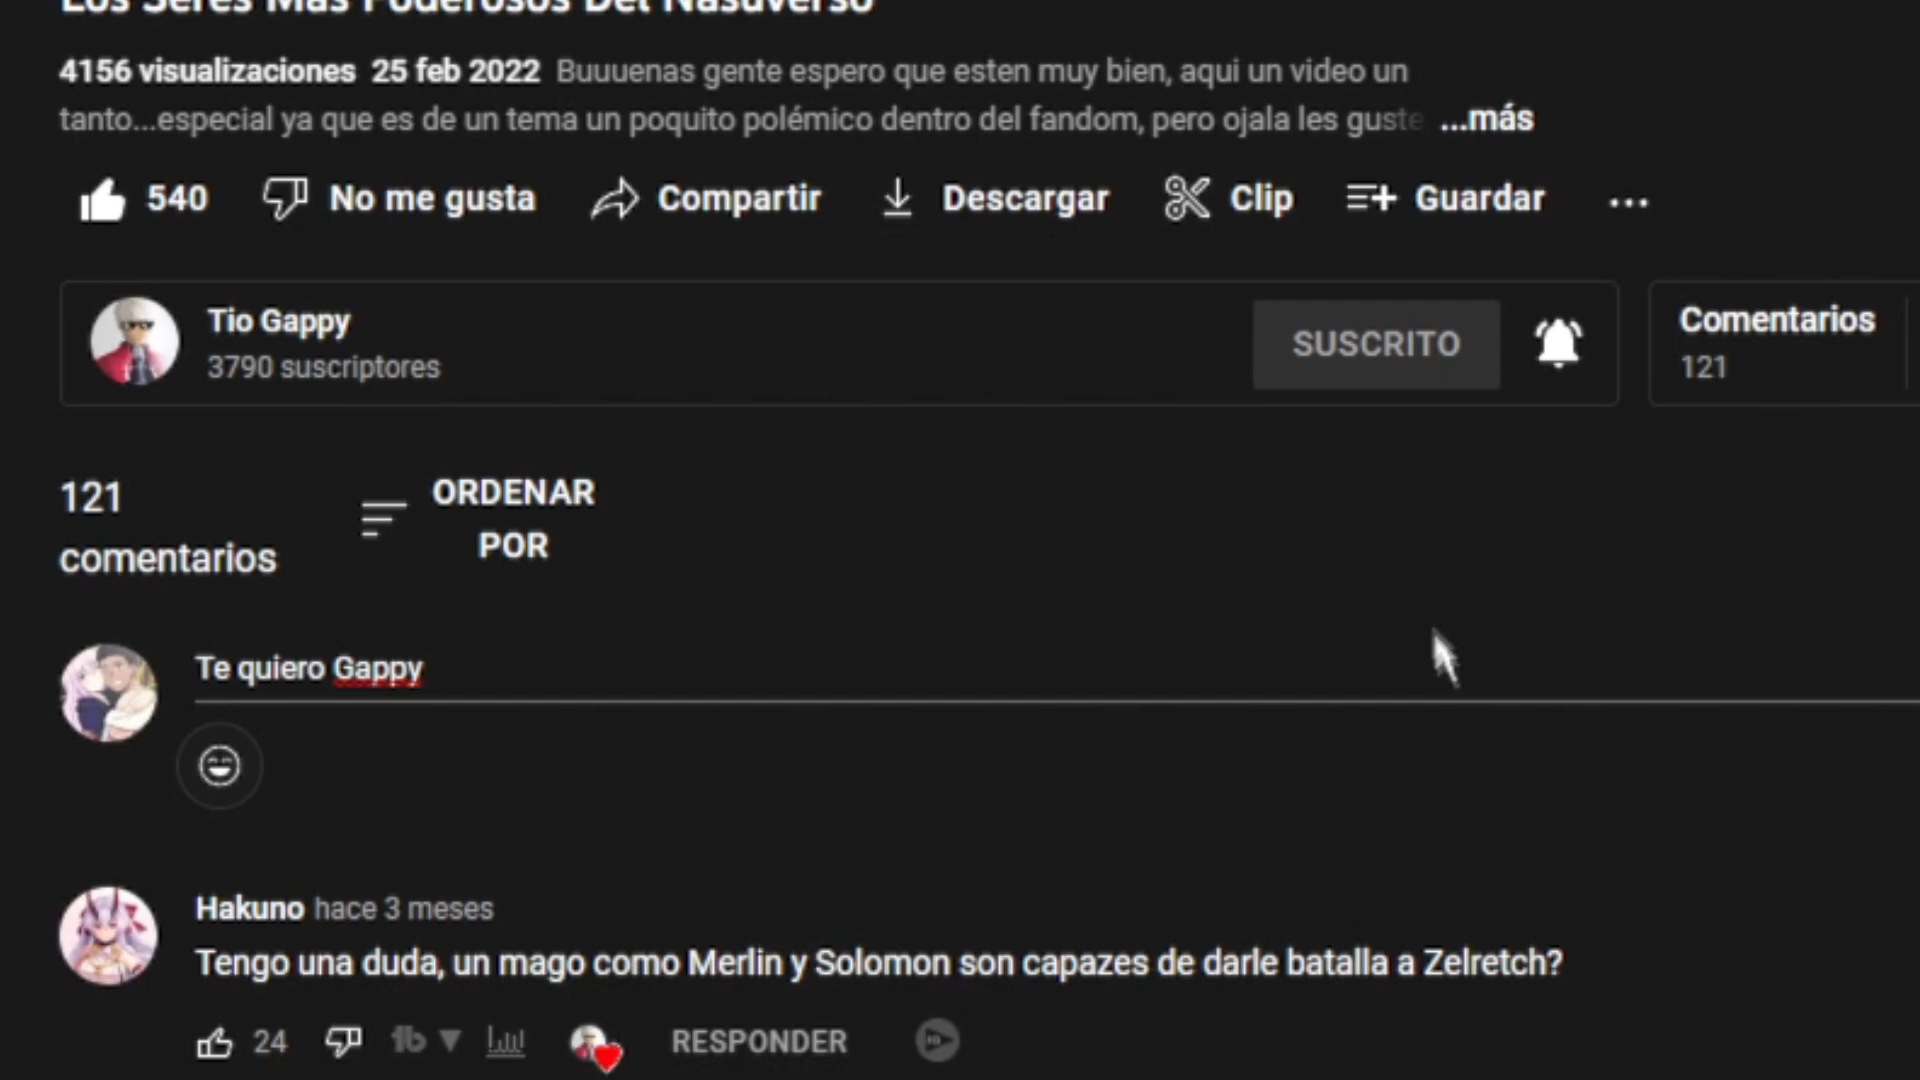 Los Seres Mas Poderosos Del Nasuverso
4156 visualizaciones 25 feb 2022 Buuuenas gente espero que esten muy bien, aqui un video un
tanto...especial ya que es de un tema un poquito polémico dentro del fandom, pero ojala les guste ...más
540 No me gusta Compartir Descargar Clip Guardar ...
Tio Gappy
3790 suscriptores
SUSCRITO
Comentarios
121
121
comentarios
ORDENAR
POR
Te quiero Gappy
Hakuno hace 3 meses
Tengo una duda, un mago como Merlin y Solomon son capazes de darle batalla a Zelretch?
24 RESPONDER